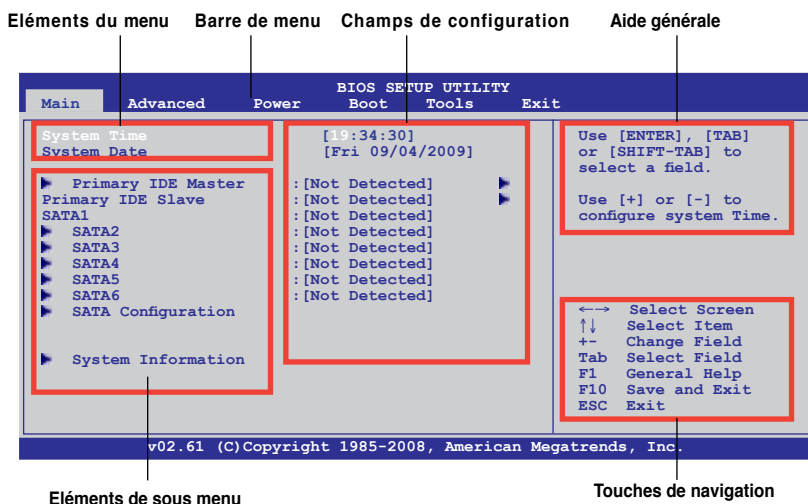 Eléments du menu Barre de menu Champs de configuration Aide générale
BIOS SETUP UTILITY
Main Advanced Power Boot Tools Exit
System Time [19:34:30]
System Date [Fri 09/04/2009]
Primary IDE Master :[Not Detected]
Primary IDE Slave :[Not Detected]
SATA1 :[Not Detected]
SATA2 :[Not Detected]
SATA3 :[Not Detected]
SATA4 :[Not Detected]
SATA5 :[Not Detected]
SATA6 :[Not Detected]
SATA Configuration
System Information
Use [ENTER], [TAB]
or [SHIFT-TAB] to
select a field.
Use [+] or [-] to
configure system Time.
←→ Select Screen
↑↓ Select Item
+- Change Field
Tab Select Field
F1 General Help
F10 Save and Exit
ESC Exit
v02.61 (C)Copyright 1985-2008, American Megatrends, Inc.
Eléments de sous menu Touches de navigation